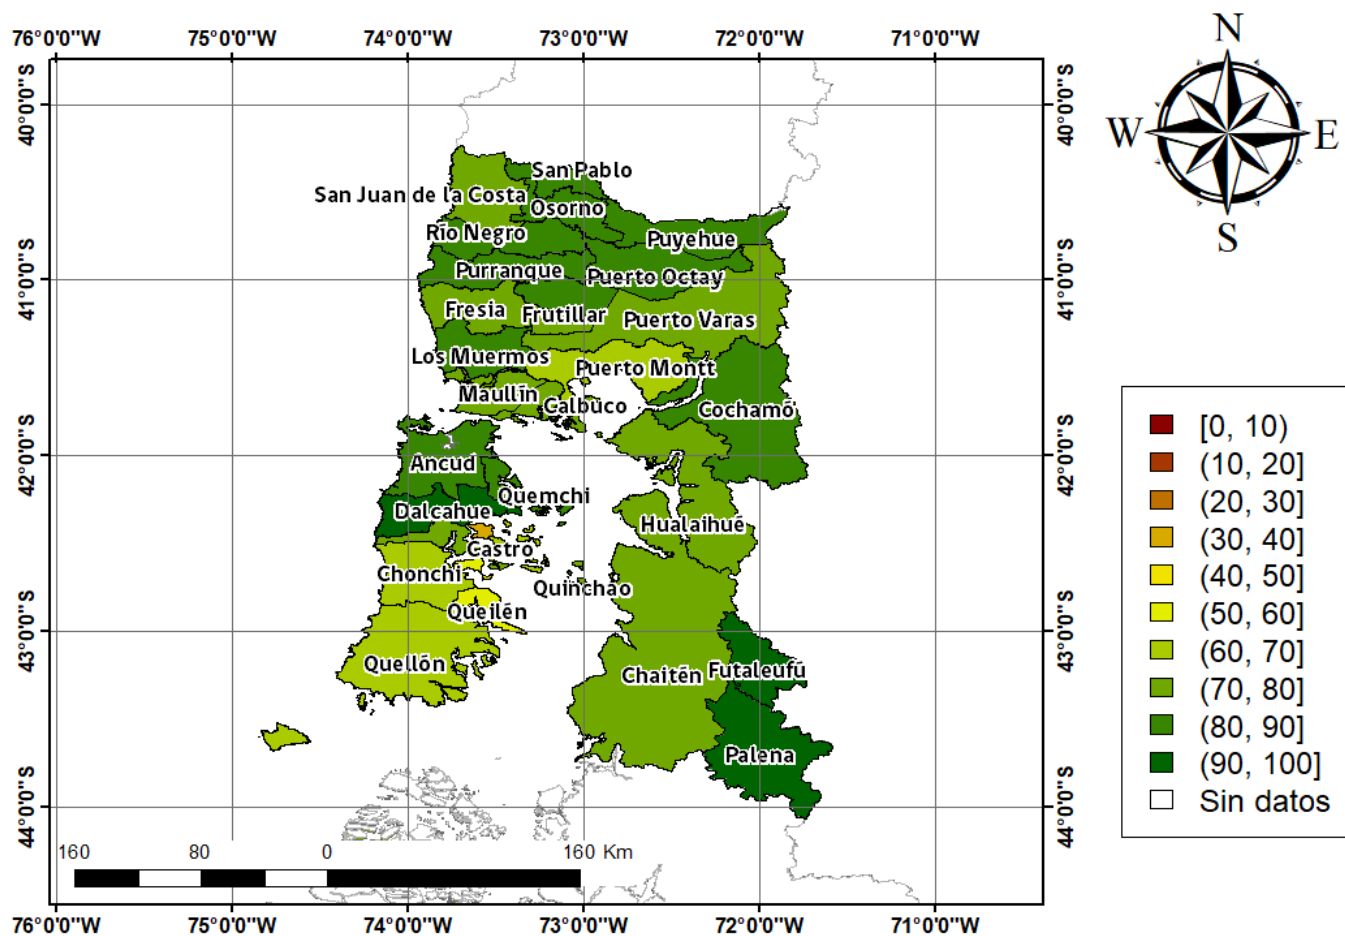 76°0'0"W 75°0'0"W 74°0'0"W 73°0'0"W 72°0'0"W 71°0'0"W
N
W E
S
40°0'0"S 40°0'0"S
San Pablo
San Juan de la Costa
Osorno
Río Negro
Puyehue
Purranque
Puerto Octay
41°0'0"S 41°0'0"S
Fresia
Frutillar
Puerto Varas
Los Muermos
Puerto Montt
Maullín
Calbuco
Cochamó
42°0'0"S 42°0'0"S
Ancud
Quemchi
Dalcahue
Hualaihué
Castro
Chonchi
Quinchao
Queilén
43°0'0"S 43°0'0"S
Quellón
Chaitén
Futaleufú
Palena
44°0'0"S 44°0'0"S
[0, 10)
(10, 20]
(20, 30]
(30, 40]
(40, 50]
(50, 60]
(60, 70]
(70, 80]
(80, 90]
(90, 100]
Sin datos
160 80 0 160 Km
76°0'0"W 75°0'0"W 74°0'0"W 73°0'0"W 72°0'0"W 71°0'0"W